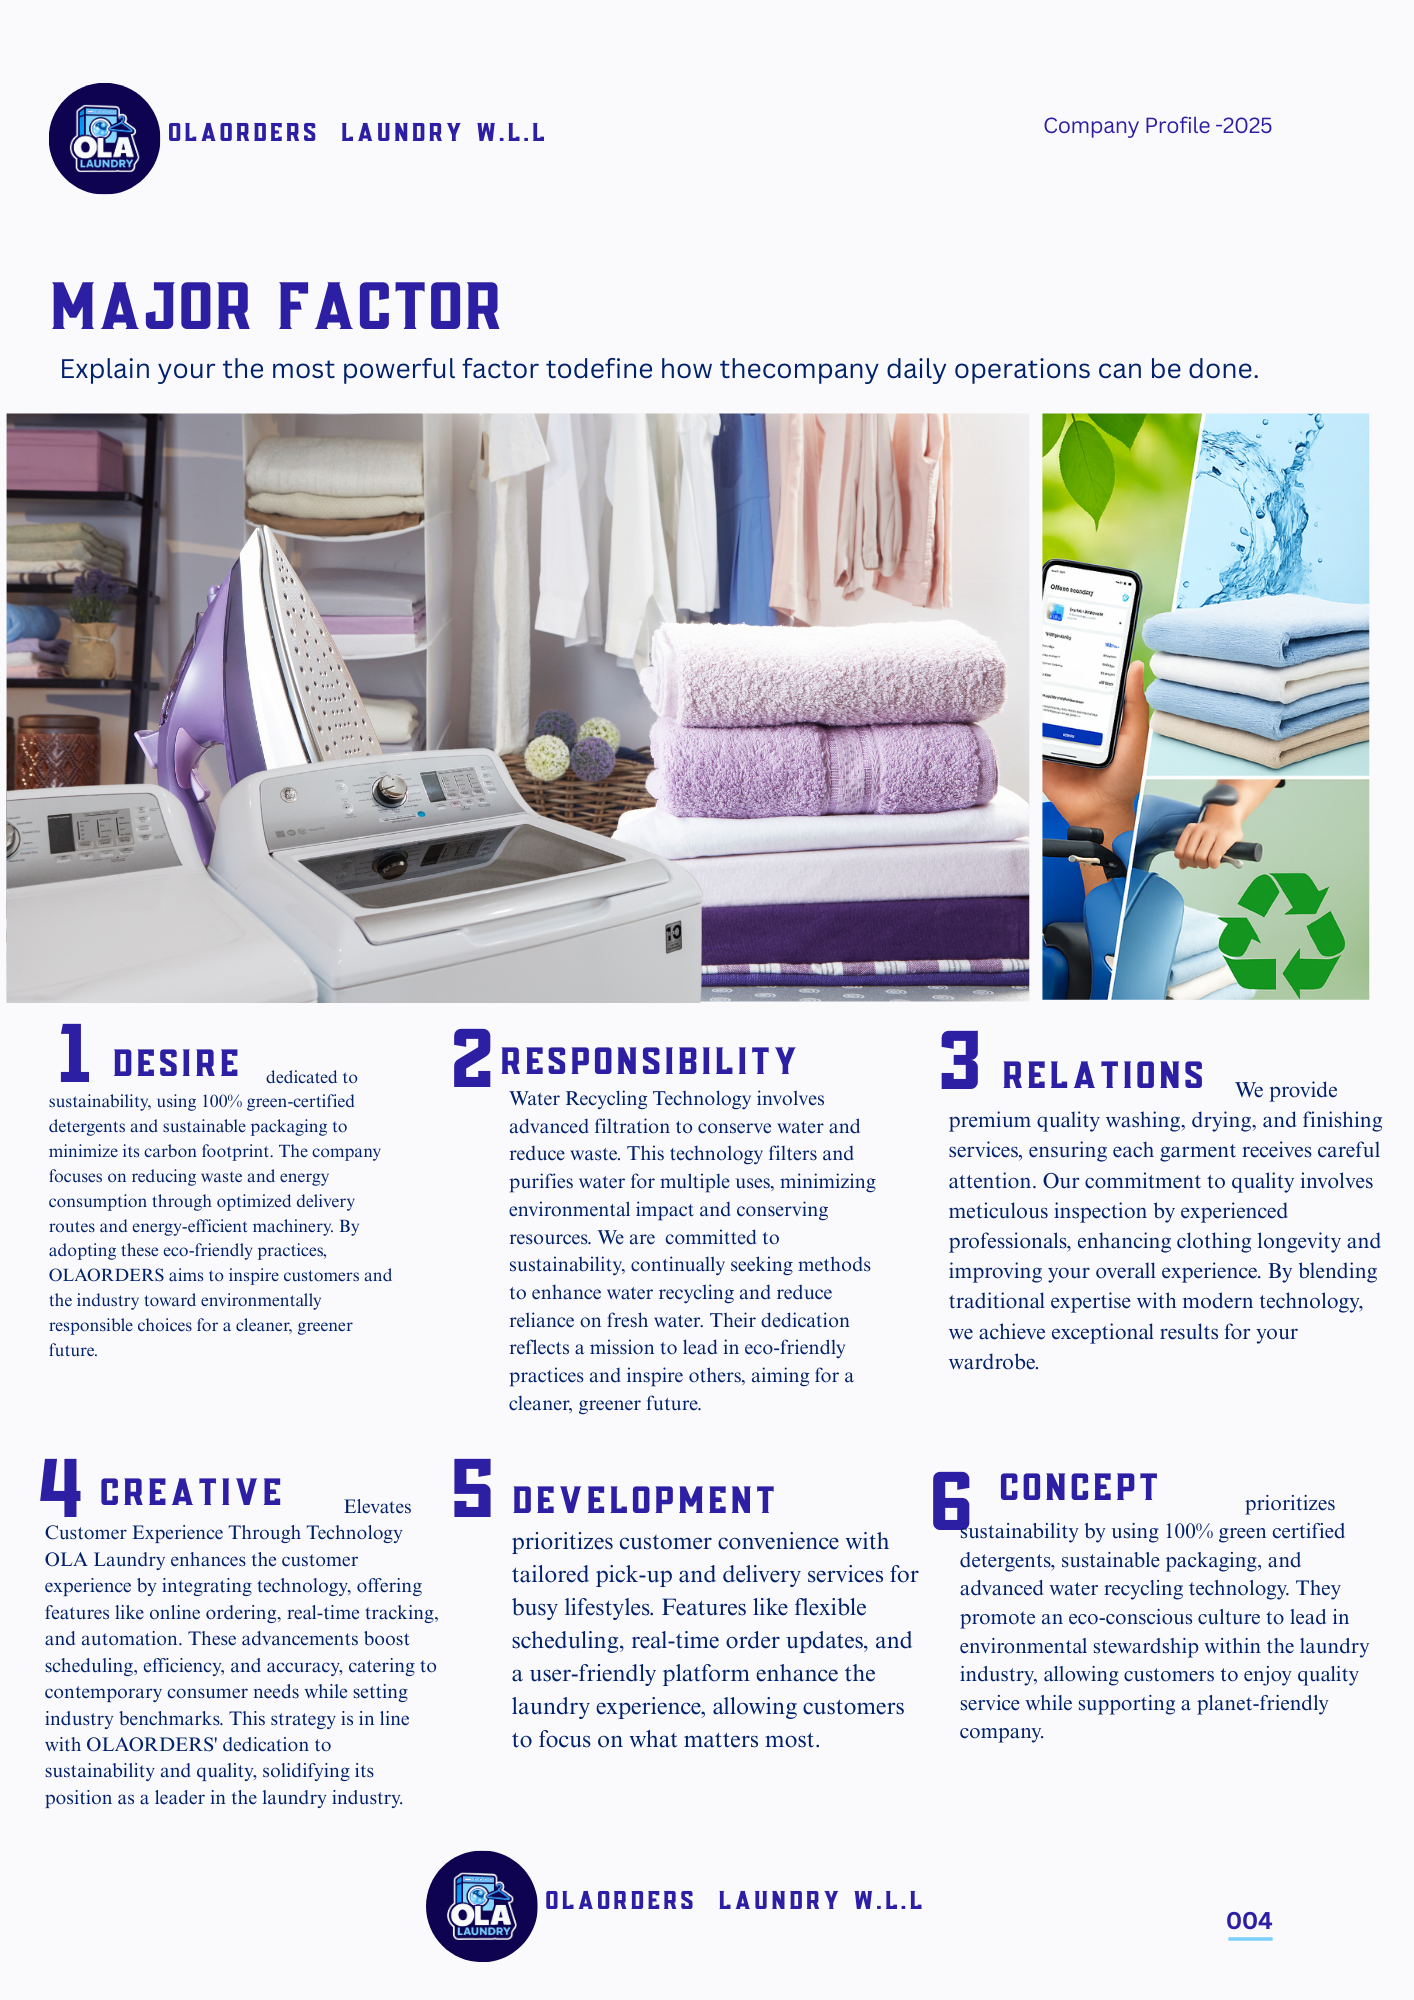 OLA
LAUNDRY
OLAORDERS LAUNDRY W.L.L
Company Profile -2025
MAJOR FACTOR
Explain your the most powerful factor todefine how thecompany daily operations can be done.
1 DESIRE
dedicated to
sustainability, using 100% green-certified
detergents and sustainable packaging to
minimize its carbon footprint. The company
focuses on reducing waste and energy
consumption through optimized delivery
routes and energy-efficient machinery. By
adopting these eco-friendly practices,
OLAORDERS aims to inspire customers and
the industry toward environmentally
responsible choices for a cleaner, greener
future.
2 RESPONSIBILITY
Water Recycling Technology involves
advanced filtration to conserve water and
reduce waste. This technology filters and
purifies water for multiple uses, minimizing
environmental impact and conserving
resources. We are  committed to
sustainability, continually seeking methods
to enhance water recycling and reduce
reliance on fresh water. Their dedication
reflects a mission to lead in eco-friendly
practices and inspire others, aiming for a
cleaner, greener future.
3 RELATIONS
We provide
premium quality washing, drying, and finishing
services, ensuring each garment receives careful
attention. Our commitment to quality involves
meticulous inspection by experienced
professionals, enhancing clothing longevity and
improving your overall experience. By blending
traditional expertise with modern technology,
we achieve exceptional results for your
wardrobe.
4 CREATIVE
Elevates
Customer Experience Through Technology
OLA Laundry enhances the customer
experience by integrating technology, offering
features like online ordering, real-time tracking,
and automation. These advancements boost
scheduling, efficiency, and accuracy, catering to
contemporary consumer needs while setting
industry benchmarks. This strategy is in line
with OLAORDERS' dedication to
sustainability and quality, solidifying its
position as a leader in the laundry industry.
5 DEVELOPMENT
prioritizes customer convenience with
tailored pick-up and delivery services for
busy lifestyles. Features like flexible
scheduling, real-time order updates, and
a user-friendly platform enhance the
laundry experience, allowing customers
to focus on what matters most.
6 CONCEPT
prioritizes
sustainability by using 100% green certified
detergents, sustainable packaging, and
advanced water recycling technology. They
promote an eco-conscious culture to lead in
environmental stewardship within the laundry
industry, allowing customers to enjoy quality
service while supporting a planet-friendly
company.
OLA
LAUNDRY
OLAORDERS LAUNDRY W.L.L
004